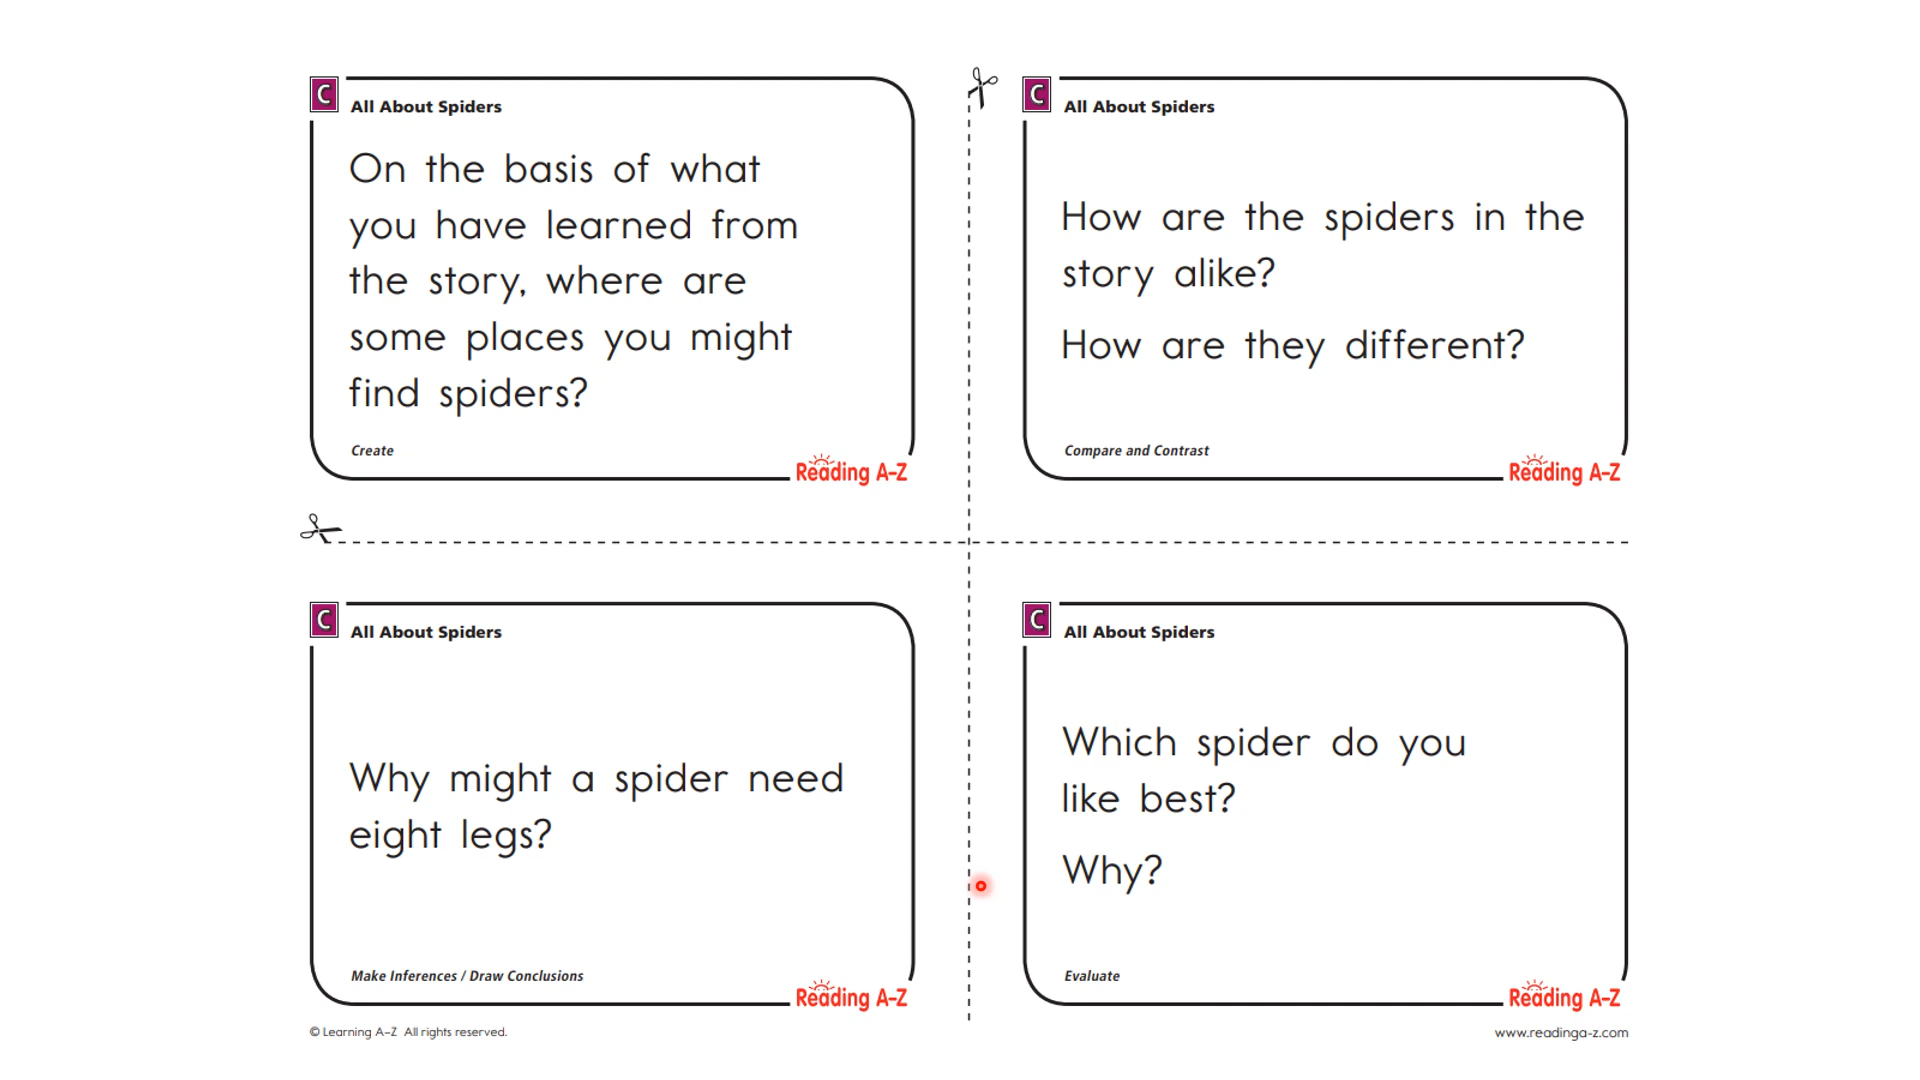 C
All About Spiders
On the basis of what
you have learned from
the story, where are
some places you might
find spiders?
Create
Reading A-Z
C
All About Spiders
How are the spiders in the
story alike?
How are they different?
Compare and Contrast
Reading A-Z
C
All About Spiders
Why might a spider need
eight legs?
Make Inferences / Draw Conclusions
Reading A-Z
C
All About Spiders
Which spider do you
like best?
Why?
Evaluate
Reading A-Z
© Learning A–Z All rights reserved.
www.readinga-z.com